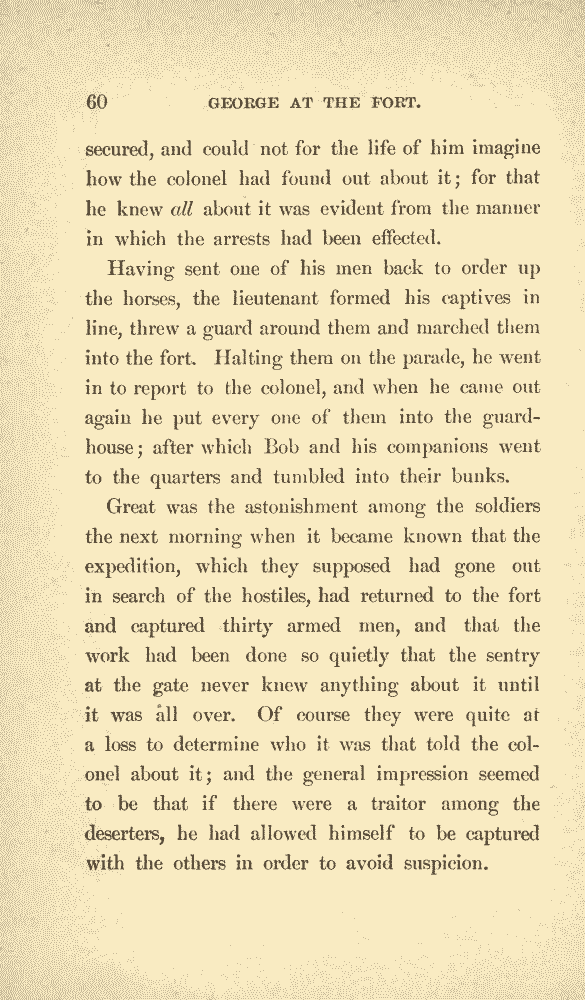 60 GEORGE AT THE FORT.
secured, and could not for the life of him imagine
how the colonel had found out about it; for that
he knew all about it was evident from the manner
in which the arrests had been effected.
Having sent one of his men back to order up
the horses, the lieutenant formed his captives in
line, threw a guard around them and marched them
into the fort. Halting them on the parade, he went
in to report to the colonel, and when he came out
again he put every one of them into the guard-
house; after which Bob and his companions went
to the quarters and tumbled into their bunks.
Great was the astonishment among the soldiers
the next morning when it became known that the
expedition, which they supposed had gone out
in search of the hostiles, had returned to the fort
and captured thirty armed men, and that the
work had been done so quietly that the sentry
at the gate never knew anything about it until
it was all over. Of course they were quite at
a loss to determine who it was that told the col-
onel about it; and the general impression seemed
to be that if there were a traitor among the
deserters, he had allowed himself to be captured
with the others in order to avoid suspicion.